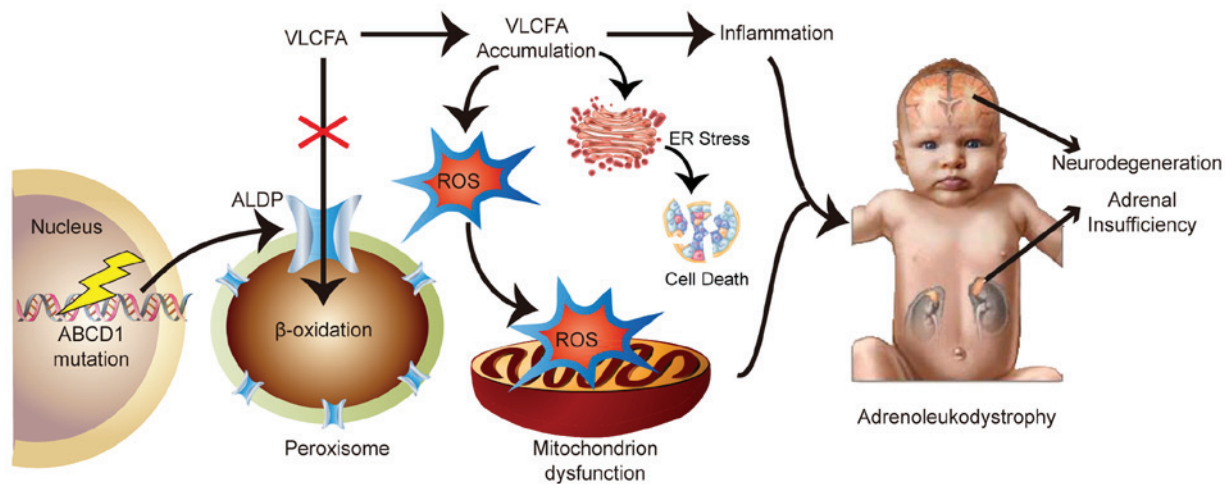 VLCFA
VLCFA
Accumulation
Inflammation
ROS
ER Stress
Cell Death
ALDP
Nucleus
ABCD1
mutation
β-oxidation
Peroxisome
ROS
Mitochondrion
dysfunction
Neurodegeneration
Adrenal
Insufficiency
Adrenoleukodystrophy